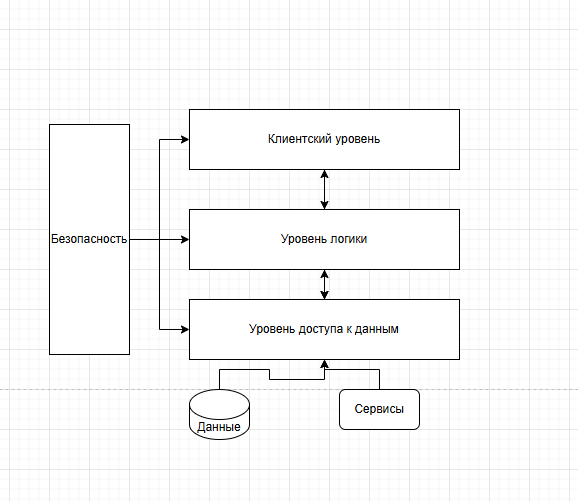 Клиентский уровень
Безопасность
Уровень логики
Уровень доступа к данным
Данные
Сервисы